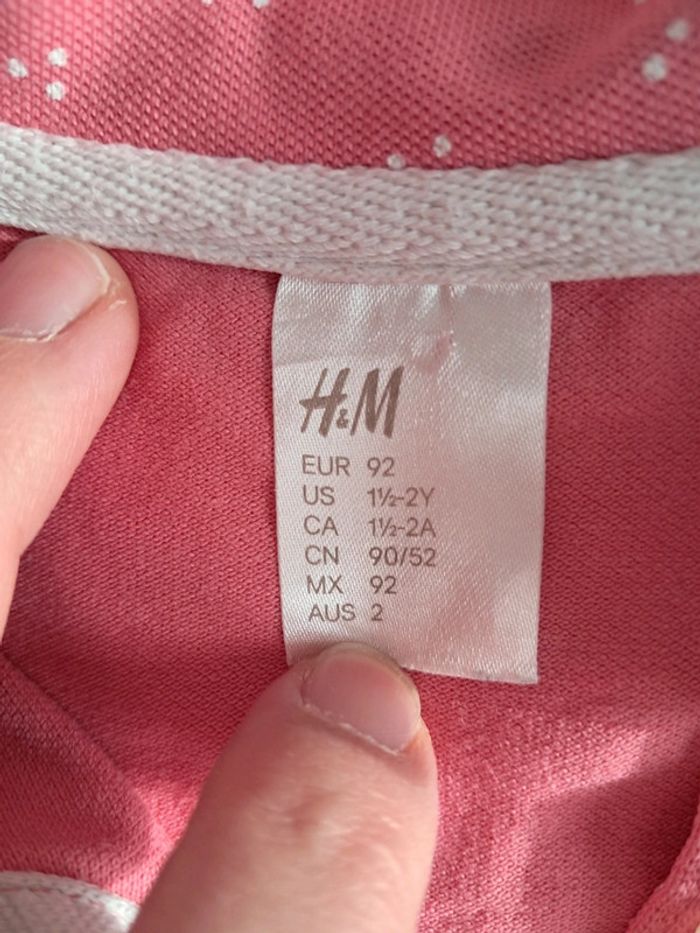 H&M
EUR 92
US 1½-2Y
CA 1½-2A
CN 90/52
MX 92
AUS 2